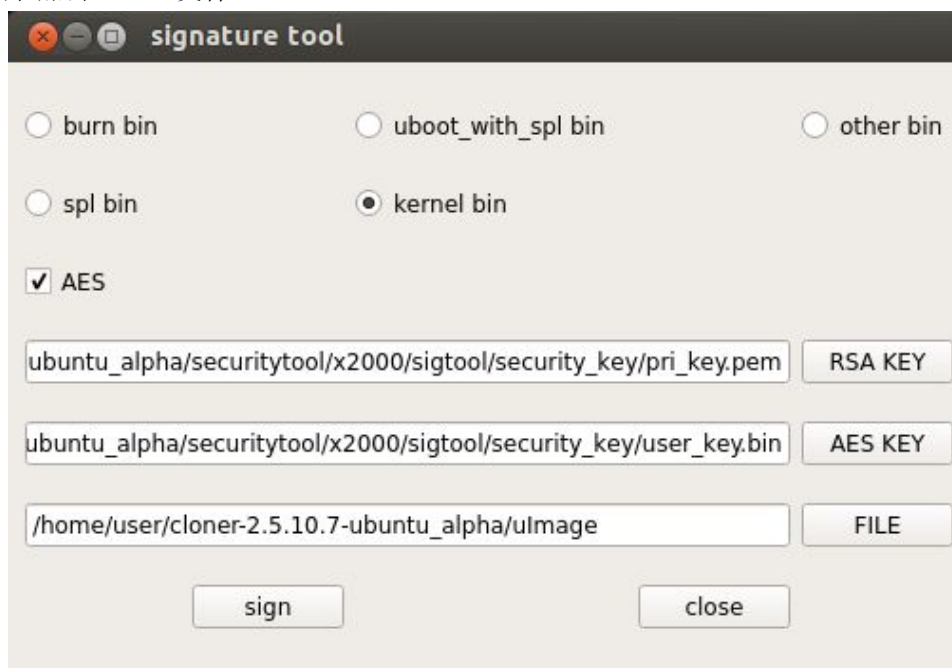 signature tool
burn bin
uboot_with_spl bin
other bin
spl bin
kernel bin
AES
ubuntu_alpha/securitytool/x2000/sigtool/security_key/pri_key.pem
RSA KEY
ubuntu_alpha/securitytool/x2000/sigtool/security_key/user_key.bin
AES KEY
/home/user/cloner-2.5.10.7-ubuntu_alpha/uImage
FILE
sign
close